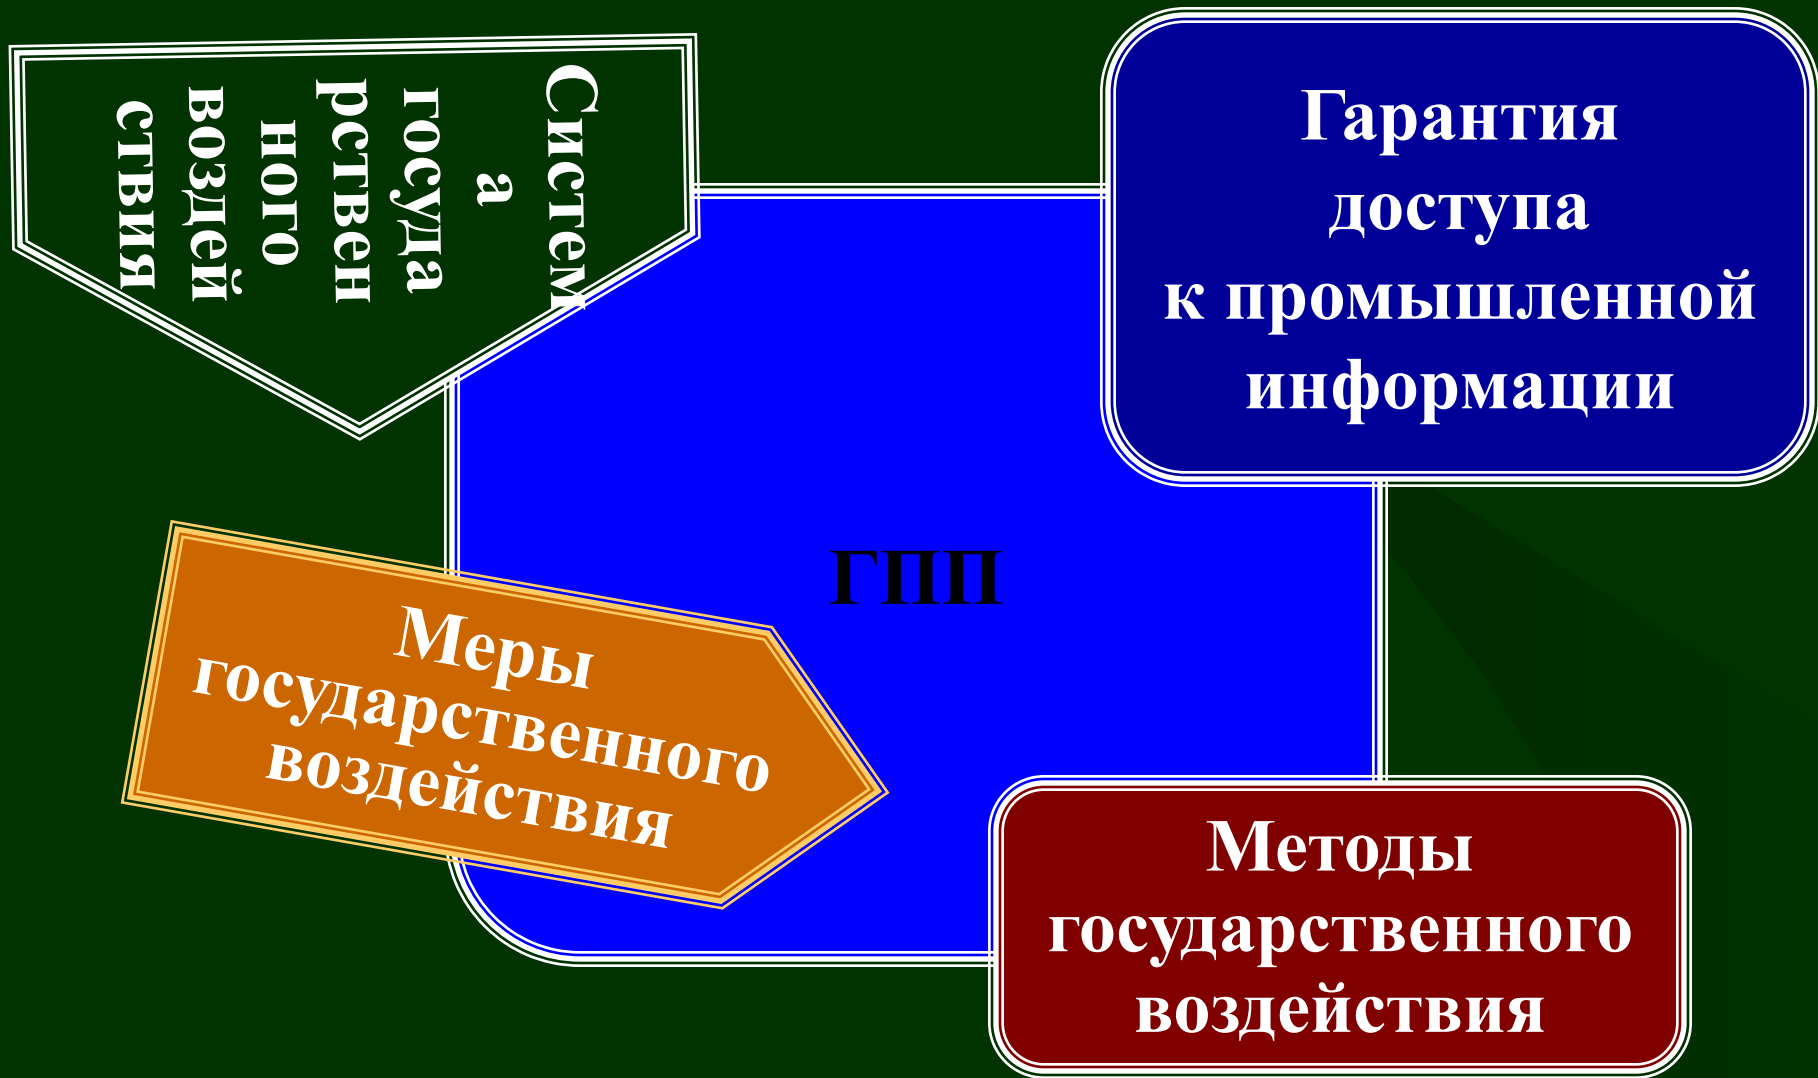 Систем
а
госуда
рствен
ного
воздей
ствия
Гарантия
доступа
к промышленной
информации
ГПП
Меры
государственного
воздействия
Методы
государственного
воздействия